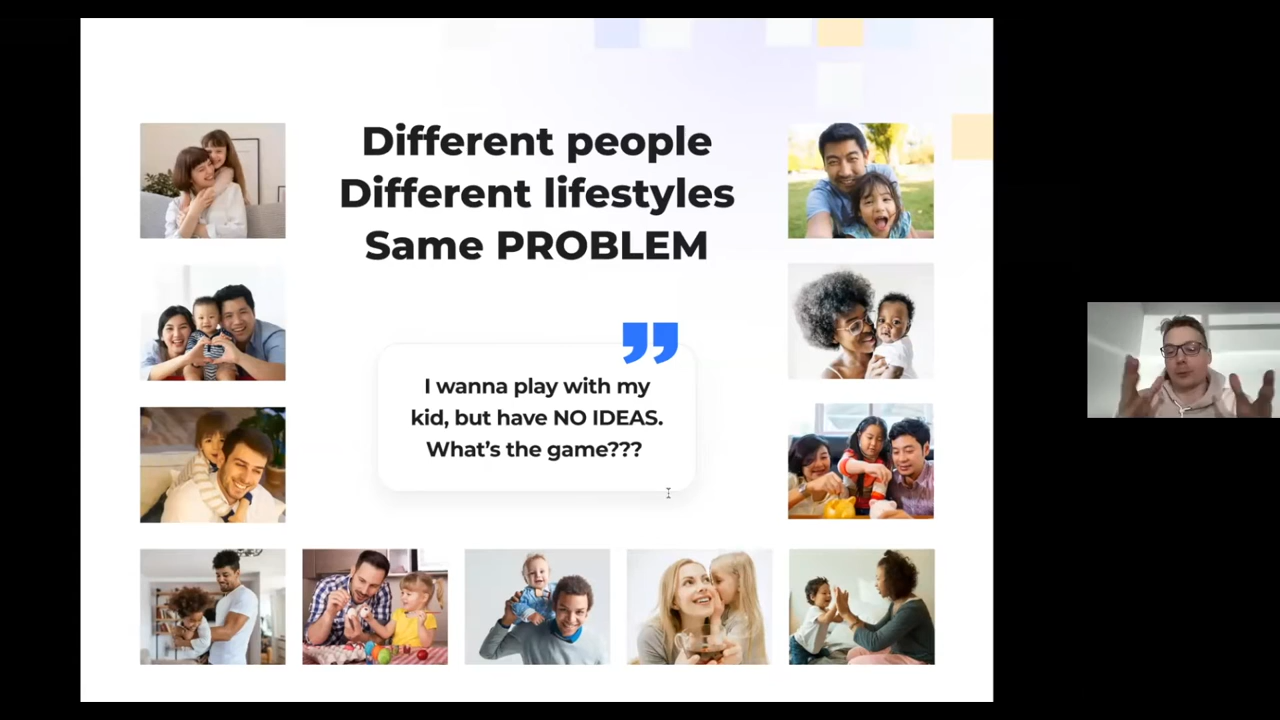 Different people
Different lifestyles
Same PROBLEM
I wanna play with my
kid, but have NO IDEAS.
What’s the game???